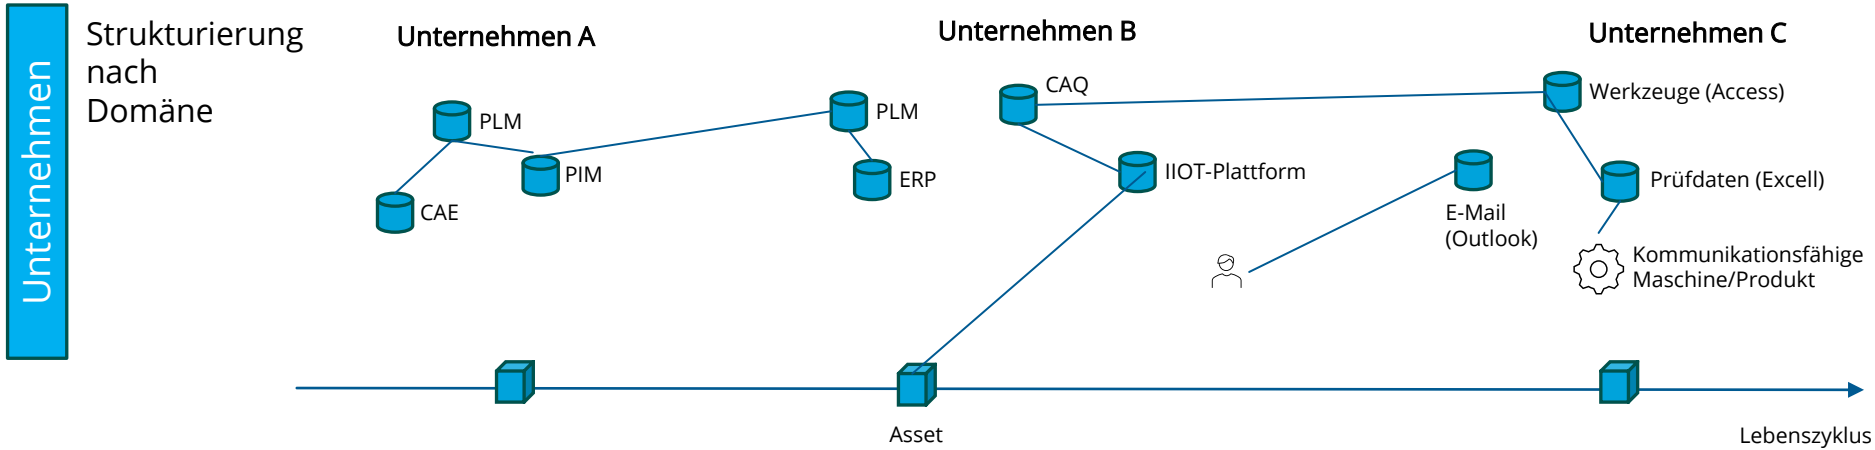 Unternehmen
Strukturierung
nach
Domäne
Unternehmen A
Unternehmen B
Unternehmen C
PLM
PIM
CAE
PLM
ERP
CAQ
IIOT-Plattform
E-Mail
(Outlook)
Werkzeuge (Access)
Prüfdaten (Excell)
Kommunikationsfähige
Maschine/Produkt
Asset
Lebenszyklus